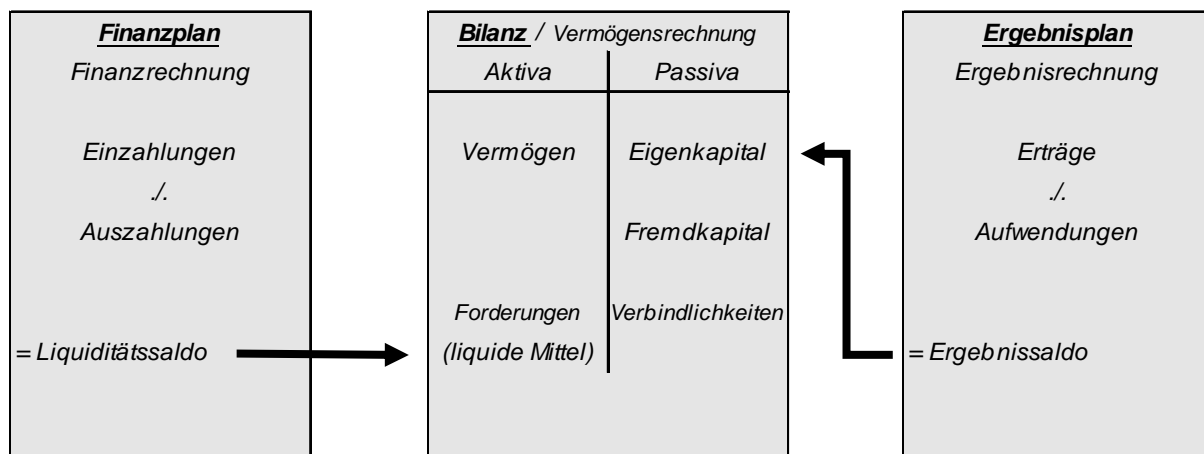 Finanzplan
Finanzrechnung
Einzahlungen
./.
Auszahlungen
= Liquiditätssaldo
Bilanz / Vermögensrechnung
Aktiva Passiva
Vermögen Eigenkapital
Fremdkapital
Forderungen Verbindlichkeiten
(liquide Mittel)
Ergebnisplan
Ergebnisrechnung
Erträge
./.
Aufwendungen
= Ergebnissaldo